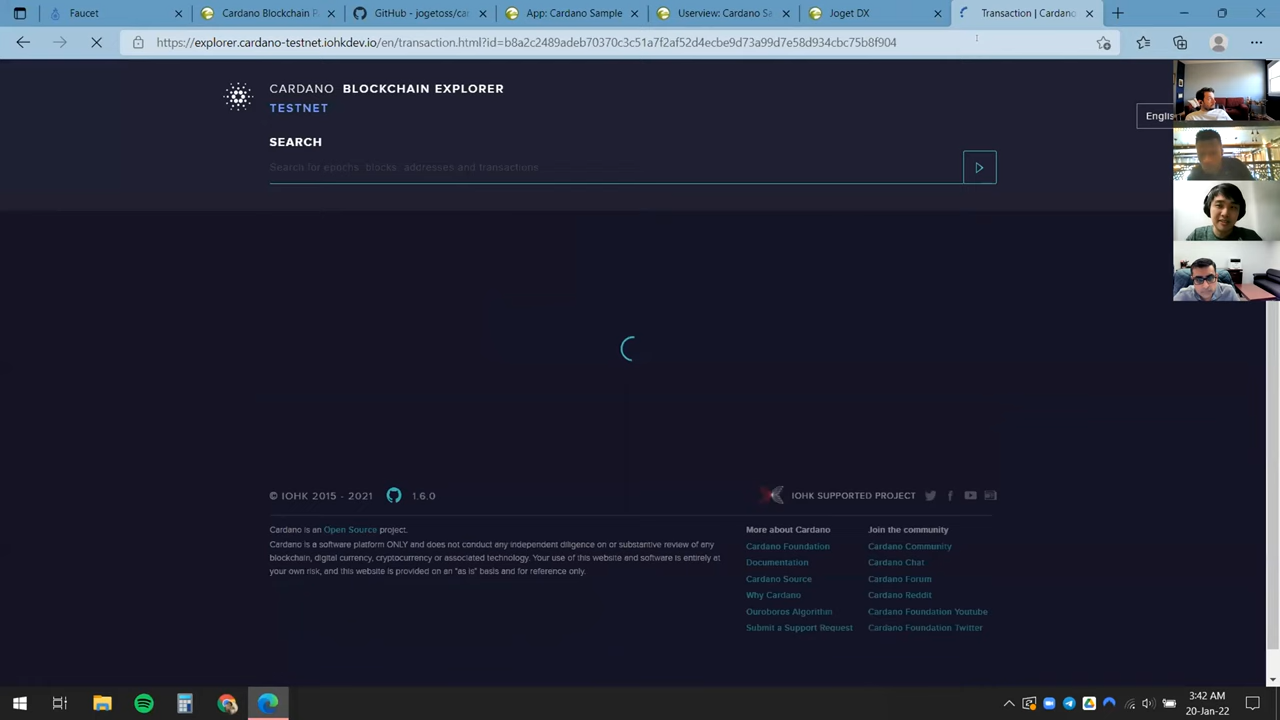 Faucet
Cardano Blockchain P
GitHub - jogetoss/car
App: Cardano Sample
Userview: Cardano Sa
Joget DX
Transaction | Cardano
https://explorer.cardano-testnet.iohkdev.io/en/transaction.html?id=b8a2c2489adeb70370c3c51a7f2af52d4ecbe9d73a99d7e58d934cbc75b8f904
CARDANO BLOCKCHAIN EXPLORER
TESTNET
Englis
SEARCH
Search for epochs, blocks, addresses and transactions
© IOHK 2015 - 2021
1.6.0
IOHK SUPPORTED PROJECT
Cardano is an Open Source project.
Cardano is a software platform ONLY and does not conduct any independent diligence on or substantive review of any
blockchain, digital currency, cryptocurrency or associated technology. Your use of this website and software is entirely at
your own risk, and this website is provided on an "as is" basis and for reference only.
More about Cardano
Cardano Foundation
Documentation
Cardano Source
Why Cardano
Ouroboros Algorithm
Submit a Support Request
Join the community
Cardano Community
Cardano Chat
Cardano Forum
Cardano Reddit
Cardano Foundation Youtube
Cardano Foundation Twitter
3:42 AM
20-Jan-22